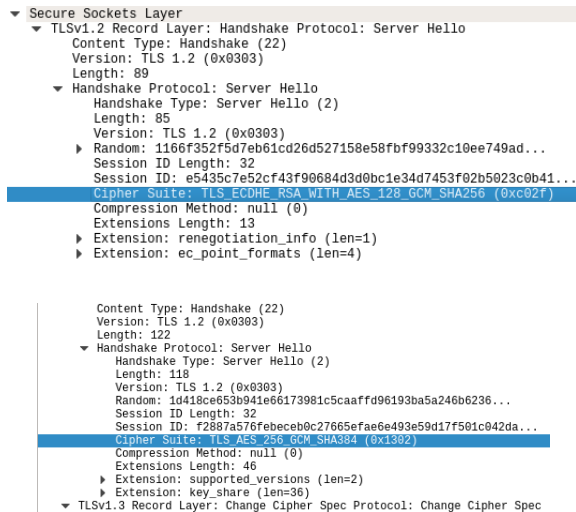 Secure Sockets Layer
TLSv1.2 Record Layer: Handshake Protocol: Server Hello
Content Type: Handshake (22)
Version: TLS 1.2 (0x0303)
Length: 89
Handshake Protocol: Server Hello
Handshake Type: Server Hello (2)
Length: 85
Version: TLS 1.2 (0x0303)
Random: 1166f352f5d7eb61cd26d527158e58fbf99332c10ee749ad...
Session ID Length: 32
Session ID: e5435c7e52cf43f90684d3d0bc1e34d7453f02b5023c0b41...
Cipher Suite: TLS_ECDHE_RSA_WITH_AES_128_GCM_SHA256 (0xc02f)
Compression Method: null (0)
Extensions Length: 13
Extension: renegotiation_info (len=1)
Extension: ec_point_formats (len=4)
Content Type: Handshake (22)
Version: TLS 1.2 (0x0303)
Length: 122
Handshake Protocol: Server Hello
Handshake Type: Server Hello (2)
Length: 118
Version: TLS 1.2 (0x0303)
Random: 1d418ce653b941e66173981c5caaffd96193ba5a246b6236...
Session ID Length: 32
Session ID: f2887a576febeceb0c27665efae6e493e59d17f501c042da...
Cipher Suite: TLS_AES_256_GCM_SHA384 (0x1302)
Compression Method: null (0)
Extensions Length: 46
Extension: supported_versions (len=2)
Extension: key_share (len=36)
TLSv1.3 Record Layer: Change Cipher Spec Protocol: Change Cipher Spec